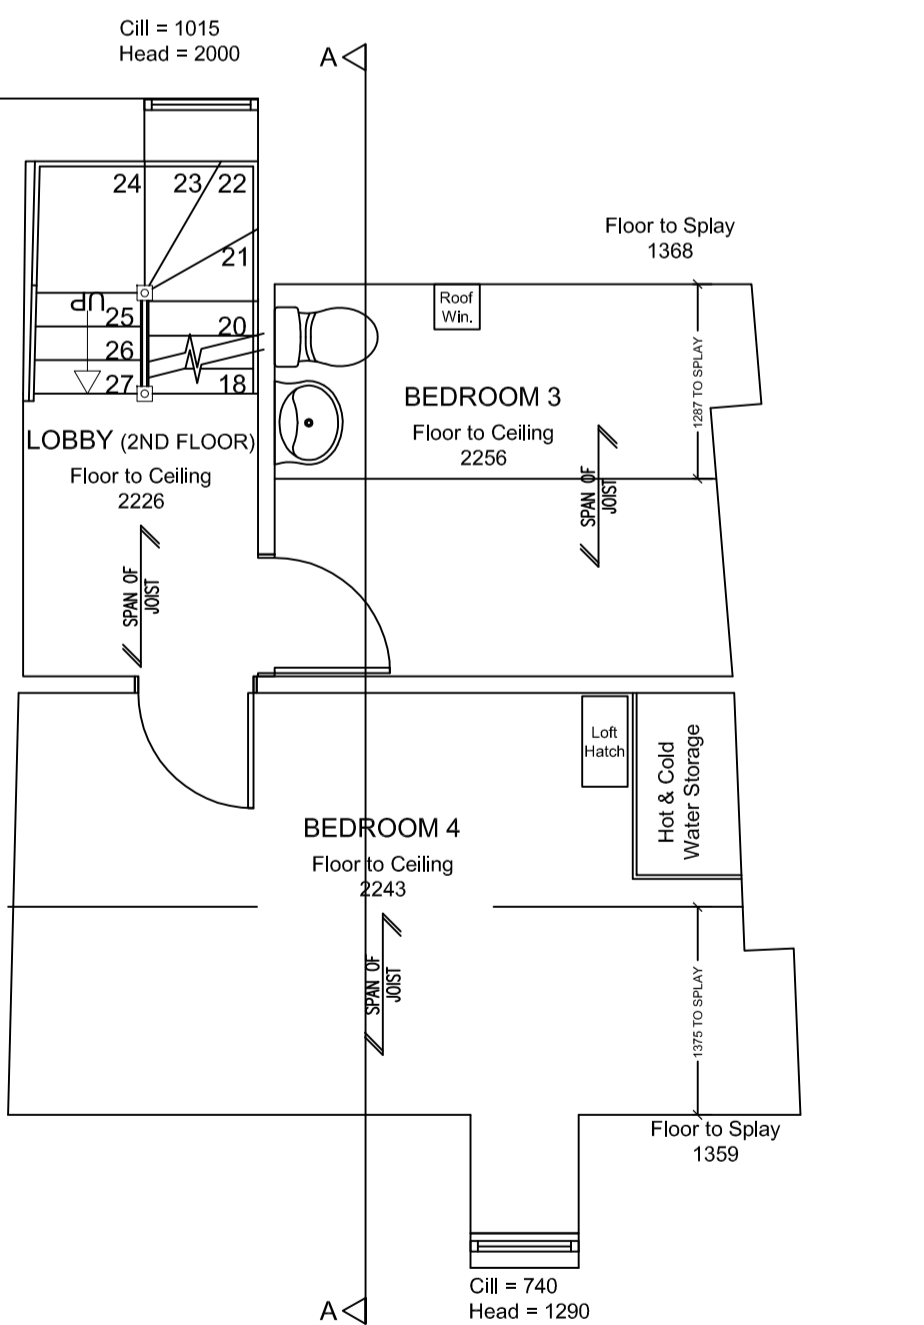 Cill = 1015
Head = 2000
A
24
23
22
21
UP
25
20
26
27
18
Floor to Splay
1368
Roof
Win.
1287 TO SPLAY
BEDROOM 3
Floor to Ceiling
2256
SPAN OF
JOIST
LOBBY (2ND FLOOR)
Floor to Ceiling
2226
SPAN OF
JOIST
Loft
Hatch
Hot & Cold
Water Storage
BEDROOM 4
Floor to Ceiling
2243
SPAN OF
JOIST
1375 TO SPLAY
Floor to Splay
1359
Cill = 740
Head = 1290
A